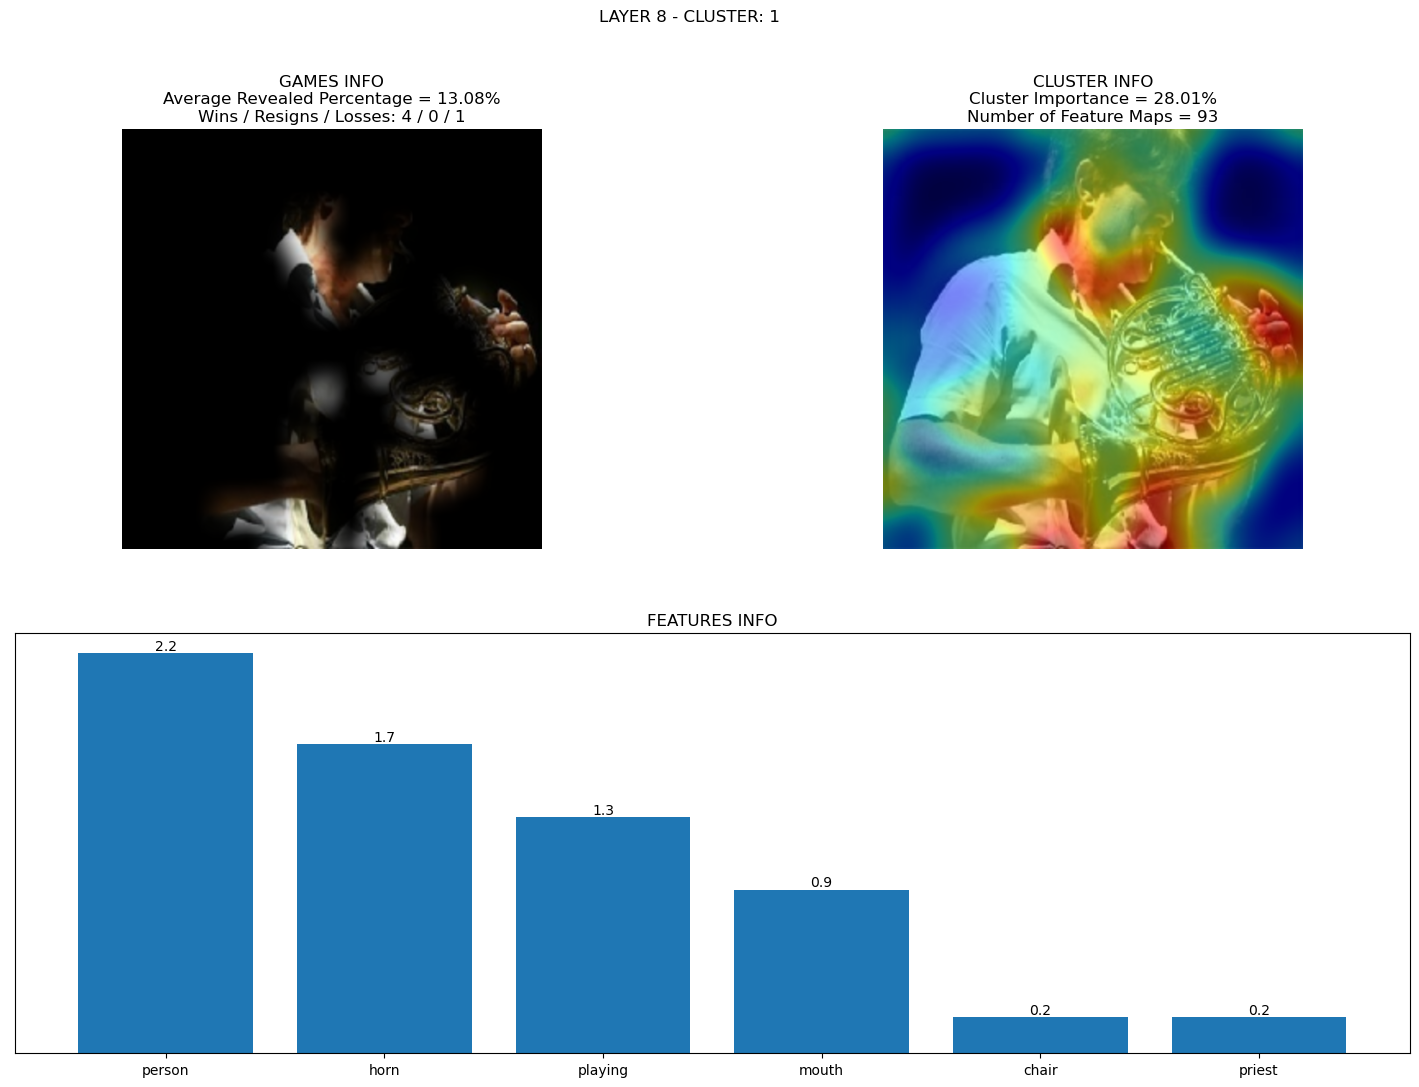 LAYER 8 - CLUSTER: 1
GAMES INFO
Average Revealed Percentage = 13.08%
Wins / Resigns / Losses: 4 / 0 / 1
CLUSTER INFO
Cluster Importance = 28.01%
Number of Feature Maps = 93
FEATURES INFO
2.2
1.7
1.3
0.9
0.2
0.2
person
horn
playing
mouth
chair
priest